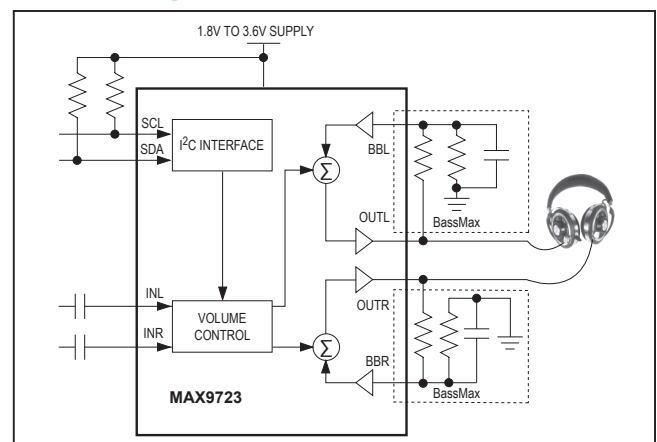 1.8V TO 3.6V SUPPLY
SCL
SDA
I²C INTERFACE
BBL
Σ
OUTL
BassMax
INL
INR
VOLUME
CONTROL
OUTR
Σ
BBR
BassMax
MAX9723